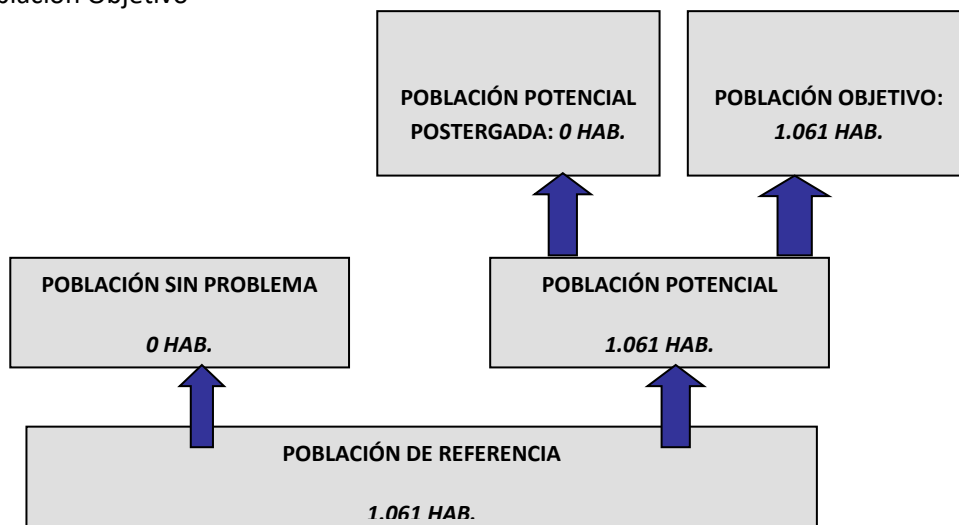 POBLACIÓN POTENCIAL
POSTERGADA: 0 HAB.
POBLACIÓN OBJETIVO:
1.061 HAB.
POBLACIÓN SIN PROBLEMA
0 HAB.
POBLACIÓN POTENCIAL
1.061 HAB.
POBLACIÓN DE REFERENCIA
1.061 HAB.